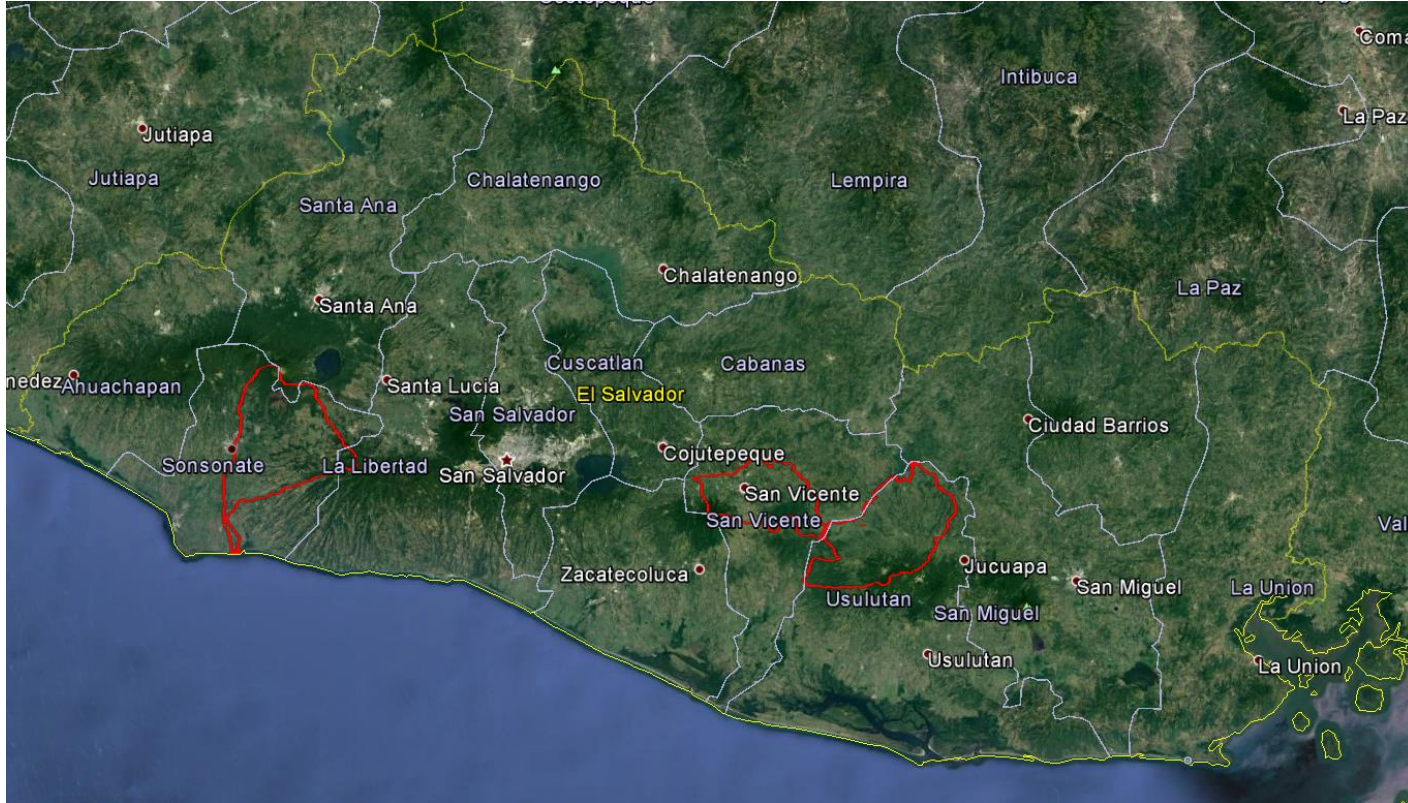 Coma
Intibuca
La Paz
Jutiapa
Jutiapa
Chalatenango
Lempira
Santa Ana
Chalatenango
La Paz
Santa Ana
Cuscatlan
Cabanas
nedez
Ahuachapan
Santa Lucia
El Salvador
San Salvador
Ciudad Barrios
Cojutepeque
Sonsonate
La Libertad
San Salvador
San Vicente
San Vicente
Val
Zacatecoluca
Jucuapa
San Miguel
La Union
Usulutan
San Miguel
Usulutan
La Union